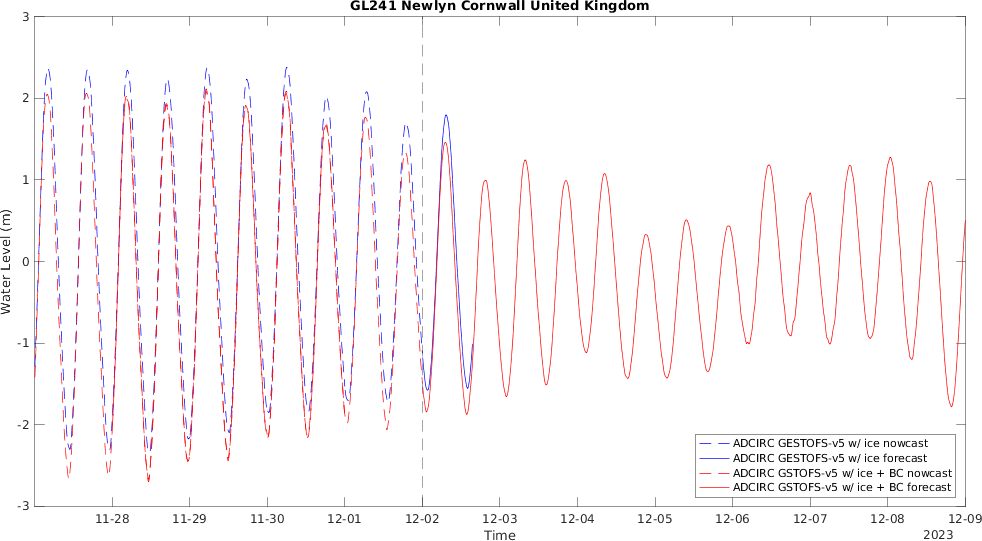 GL241 Newlyn Cornwall United Kingdom
3
2
1
0
-1
-2
-3
Water Level (m)
ADCIRC GESTOFS-v5 w/ ice nowcast
ADCIRC GESTOFS-v5 w/ ice forecast
ADCIRC GSTOFS-v5 w/ ice + BC nowcast
ADCIRC GSTOFS-v5 w/ ice + BC forecast
11-28 11-29 11-30 12-01 12-02 12-03 12-04 12-05 12-06 12-07 12-08 12-09
Time 2023